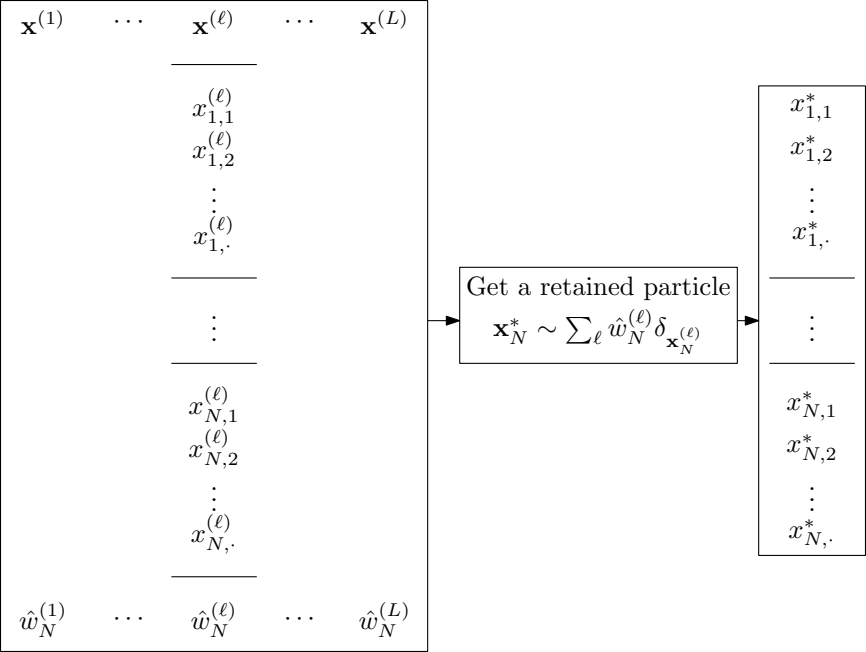 𝐱^(1) ⋯ 𝐱^(ℓ) ⋯ 𝐱^(L)
x_{1,1}^(ℓ)
x_{1,2}^(ℓ)
⋮
x_{1,·}^(ℓ)
⋮
x_{N,1}^(ℓ)
x_{N,2}^(ℓ)
⋮
x_{N,·}^(ℓ)
ŵ_N^(1) ⋯ ŵ_N^(ℓ) ⋯ ŵ_N^(L)
Get a retained particle
𝐱_N^* ∼ ∑_ℓ ŵ_N^(ℓ) δ_{𝐱_N^(ℓ)}
x_{1,1}^*
x_{1,2}^*
⋮
x_{1,·}^*
⋮
x_{N,1}^*
x_{N,2}^*
⋮
x_{N,·}^*